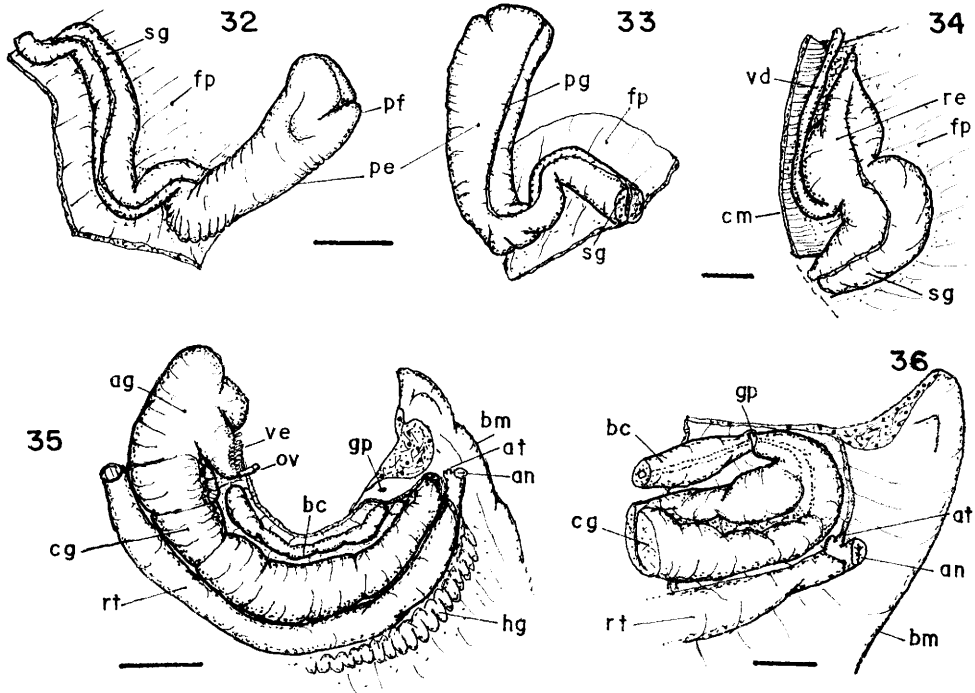 32
33
34
sg
fp
pf
pe
pg
fp
sg
vd
re
fp
cm
sg
35
36
ag
ve
ov
gp
bm
at
an
bc
cg
rt
hg
gp
bc
cg
at
an
rt
bm